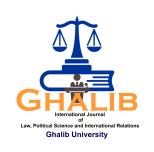 GHALIB
International Journal
of
Law, Political Science and International Relations
Ghalib University